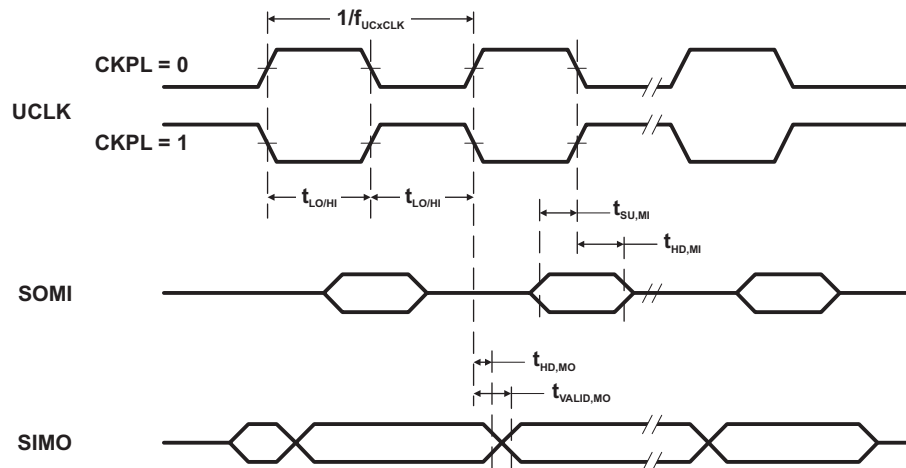 1/fUCxCLK
CKPL = 0
UCLK
CKPL = 1
tLO/HI
tLO/HI
tSU,MI
tHD,MI
SOMI
tHD,MO
tVALID,MO
SIMO